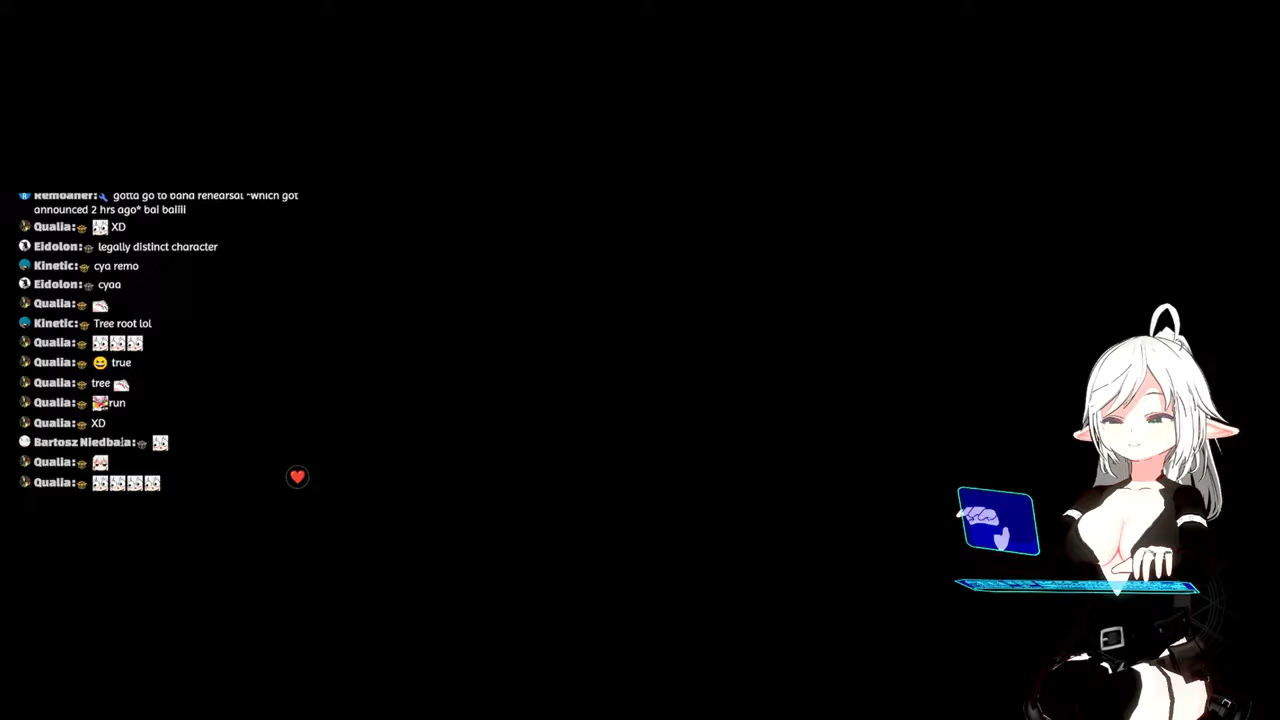 Remoaner: gotta go to band rehearsal *which got
announced 2 hrs ago* bai baiiii
Qualia: XD
Eidolon: legally distinct character
Kinetic: cya remo
Eidolon: cyaa
Qualia:
Kinetic: Tree root lol
Qualia:
Qualia: 😆 true
Qualia: tree
Qualia: run
Qualia: XD
Bartosz Niedbała:
Qualia:
Qualia: